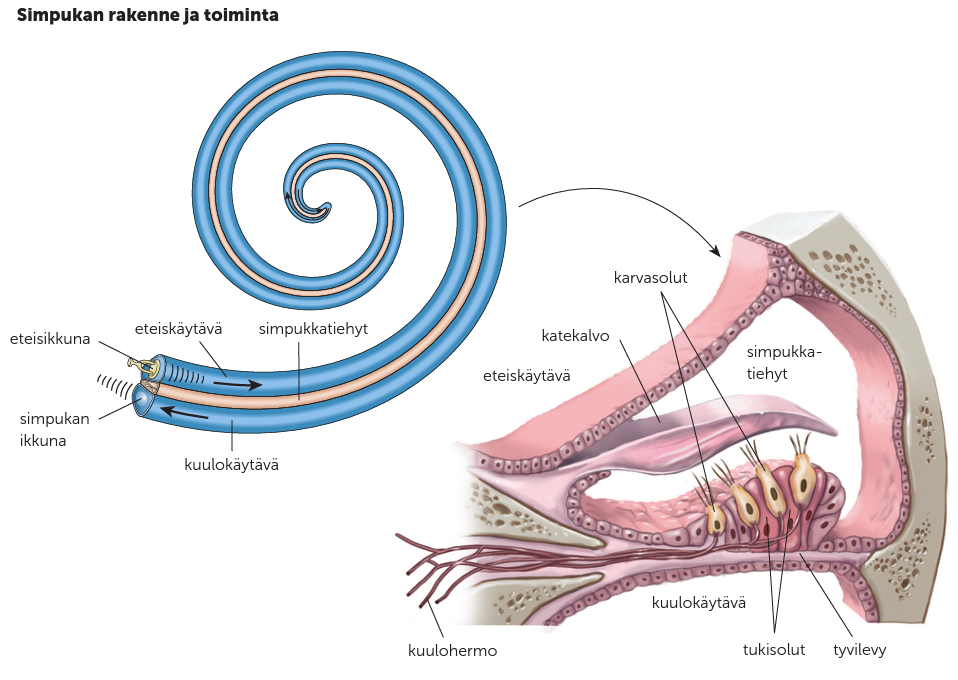 Simpukan rakenne ja toiminta
eteisikkuna
eteiskäytävä
simpukkatiehyt
simpukan
ikkuna
kuulokäytävä
karvasolut
katekalvo
eteiskäytävä
simpukka-
tiehyt
kuulokäytävä
kuulohermo
tukisolut
tyvilevy